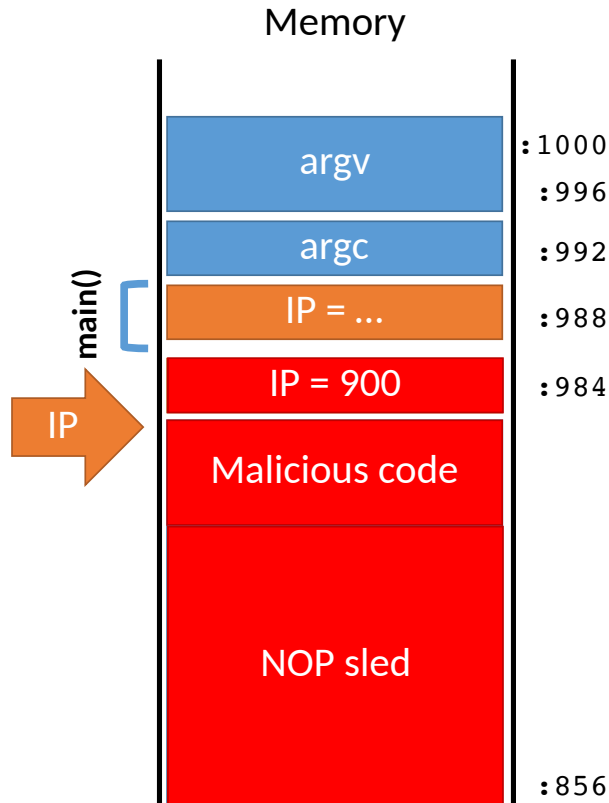 Memory
argv
:1000
:996
argc
:992
main()
IP = ...
:988
IP = 900
:984
IP
Malicious code
NOP sled
:856